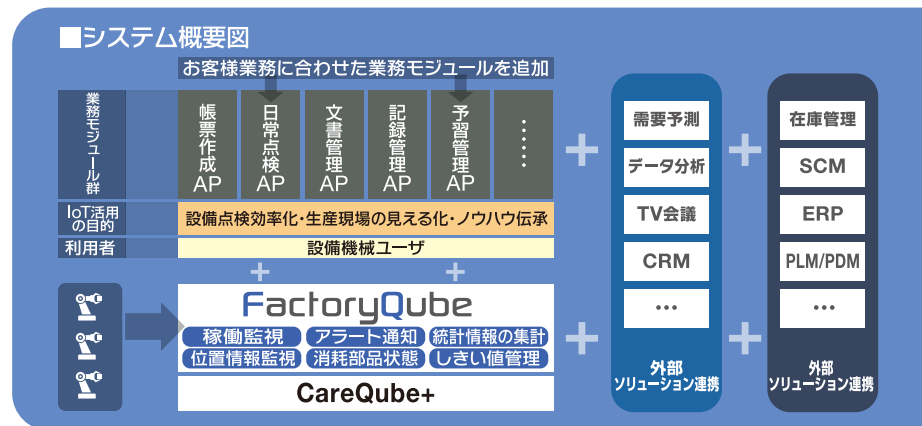 ■システム概要図
お客様業務に合わせた業務モジュールを追加
業務モジュール群
帳票作成AP
日常点検AP
文書管理AP
記録管理AP
予習管理AP
……
IoT活用
の目的
設備点検効率化・生産現場の見える化・ノウハウ伝承
利用者
設備機械ユーザ
+
+
FactoryQube
稼働監視
アラート通知
統計情報の集計
位置情報監視
消耗部品状態
しきい値管理
CareQube+
+
+
需要予測
データ分析
TV会議
CRM
…
外部
ソリューション連携
+
+
在庫管理
SCM
ERP
PLM/PDM
…
外部
ソリューション連携